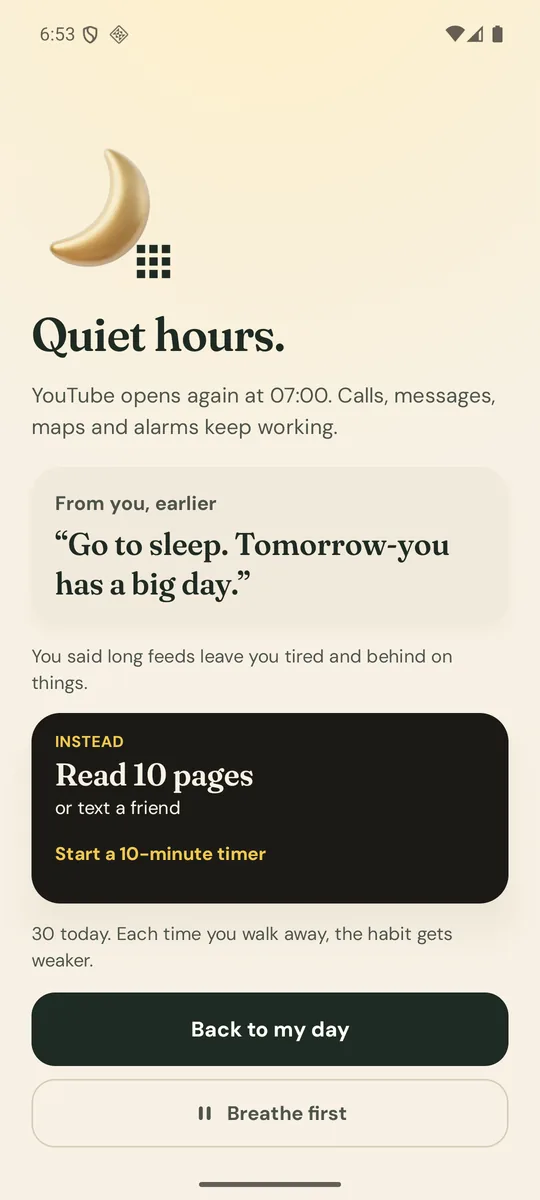 6:53
Quiet hours.
YouTube opens again at 07:00. Calls, messages,
maps and alarms keep working.
From you, earlier
“Go to sleep. Tomorrow-you
has a big day.”
You said long feeds leave you tired and behind on
things.
INSTEAD
Read 10 pages
or text a friend
Start a 10-minute timer
30 today. Each time you walk away, the habit gets
weaker.
Back to my day
Breathe first